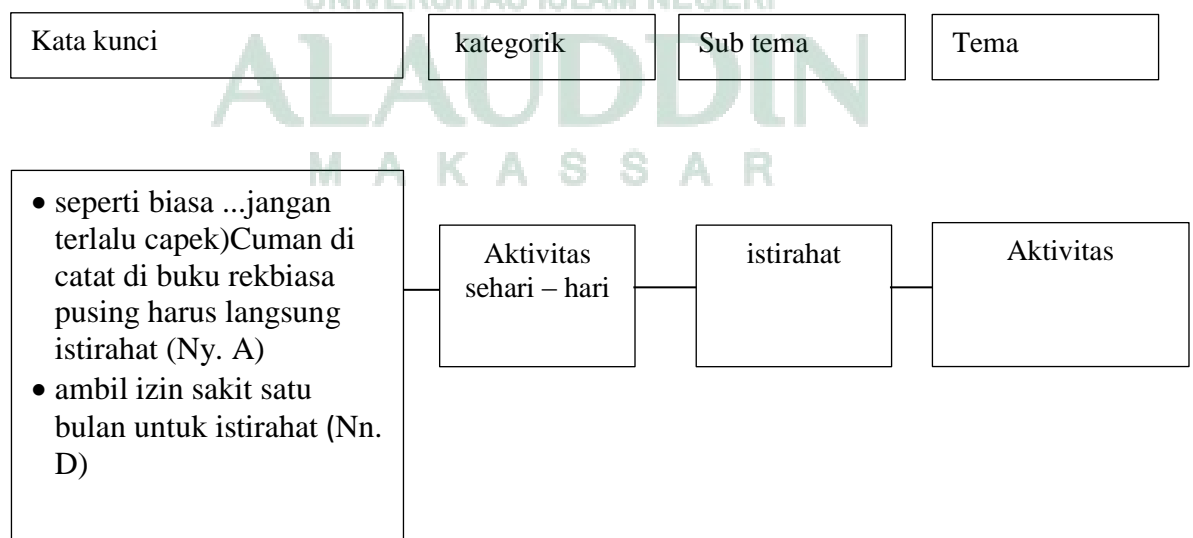 UNIVERSITAS ISLAM NEGERI
ALAUDDIN
MAKASSAR
Kata kunci
kategorik
Sub tema
Tema
• seperti biasa ...jangan
terlalu capek)Cuman di
catat di buku rekbiasa
pusing harus langsung
istirahat (Ny. A)
• ambil izin sakit satu
bulan untuk istirahat (Nn.
D)
Aktivitas
sehari – hari
istirahat
Aktivitas